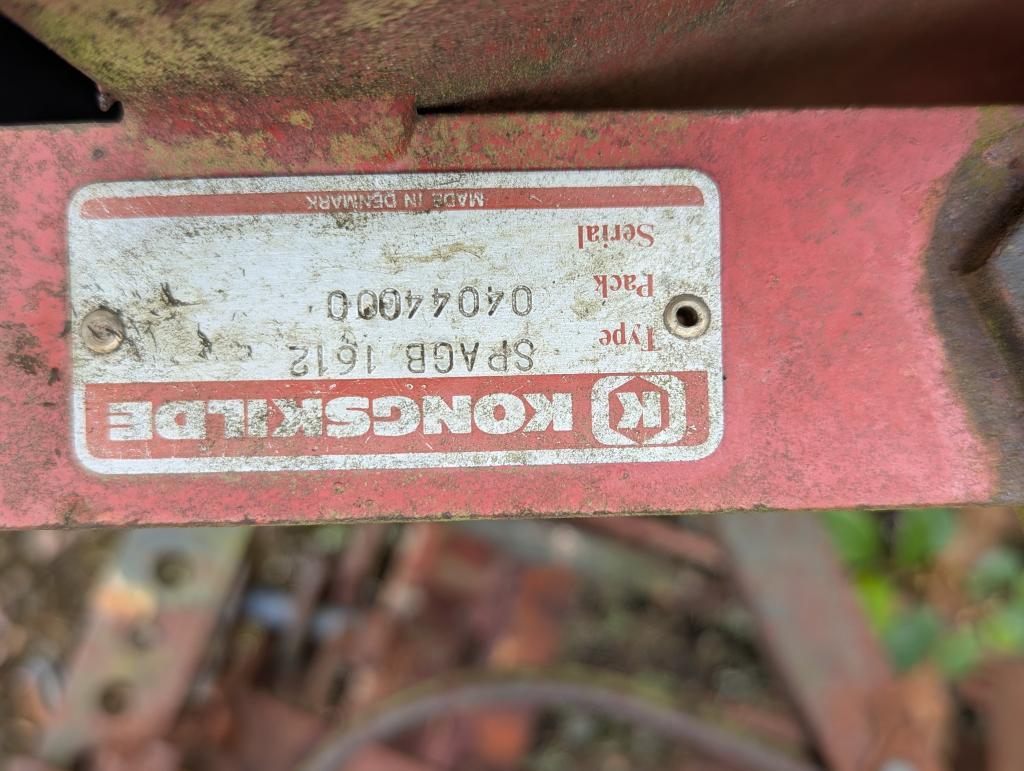 K KONGSKILDE
Type SPAGB 1612
Pack 04044000
Serial
MADE IN DENMARK